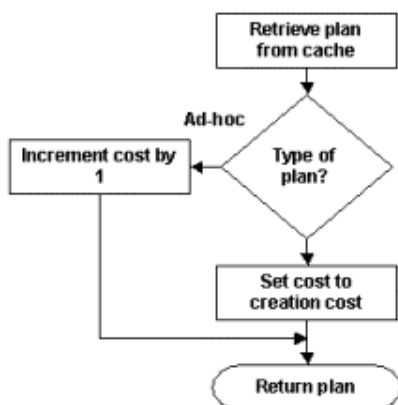 Retrieve plan
from cache
Ad-hoc
Type of
plan?
Increment cost by
1
Set cost to
creation cost
Return plan